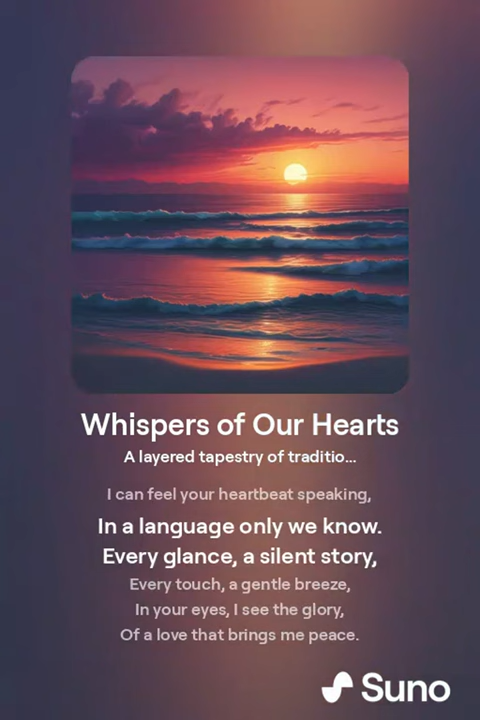 Whispers of Our Hearts
A layered tapestry of traditio...
I can feel your heartbeat speaking,
In a language only we know.
Every glance, a silent story,
Every touch, a gentle breeze,
In your eyes, I see the glory,
Of a love that brings me peace.
Suno